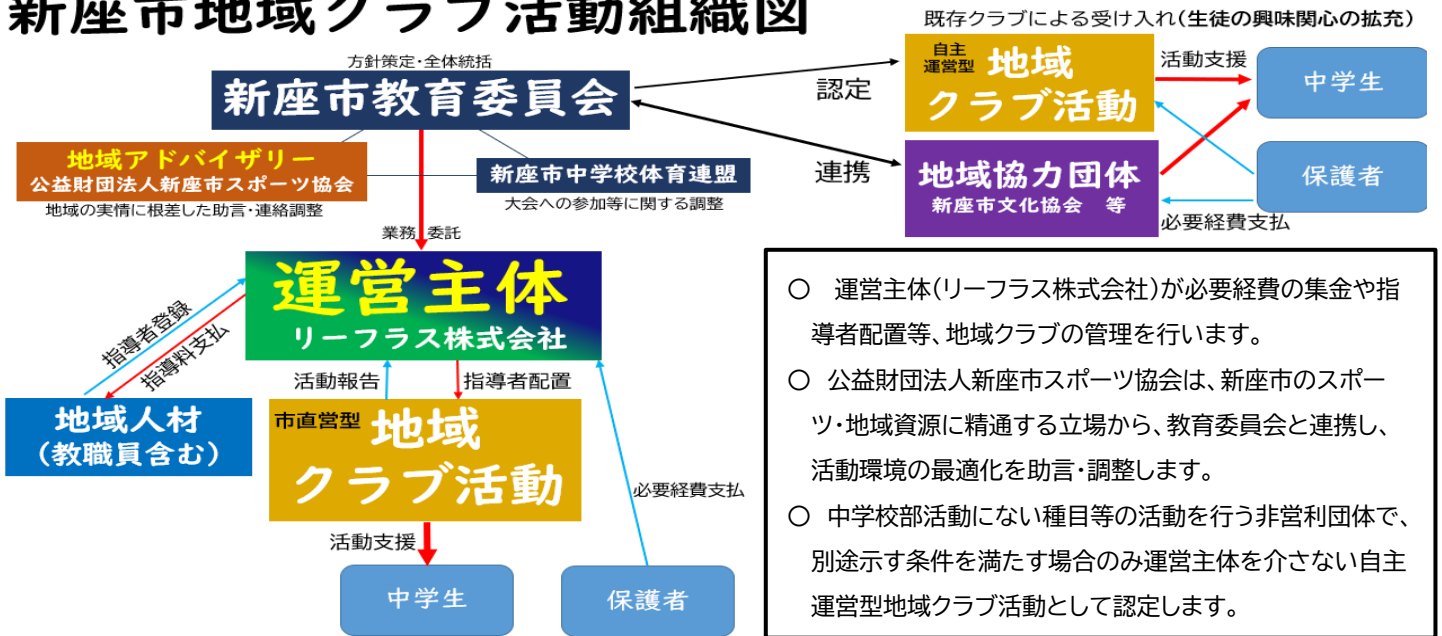 新座市地域クラブ活動組織図
既存クラブによる受け入れ(生徒の興味関心の拡充)
方針策定・全体統括
新座市教育委員会
認定
連携
自主
運営型
地域
クラブ活動
活動支援
中学生
地域協力団体
新座市文化協会 等
保護者
必要経費支払
地域アドバイザリー
公益財団法人新座市スポーツ協会
地域の実情に根差した助言・連絡調整
新座市中学校体育連盟
大会への参加等に関する調整
業務 委託
運営主体
リーフラス株式会社
指導者登録
指導料支払
地域人材
(教職員含む)
活動報告
指導者配置
市直営型
地域
クラブ活動
必要経費支払
活動支援
中学生
保護者
〇 運営主体(リーフラス株式会社)が必要経費の集金や指
導者配置等、地域クラブの管理を行います。
〇 公益財団法人新座市スポーツ協会は、新座市のスポー
ツ・地域資源に精通する立場から、教育委員会と連携し、
活動環境の最適化を助言・調整します。
〇 中学校部活動にない種目等の活動を行う非営利団体で、
別途示す条件を満たす場合のみ運営主体を介さない自主
運営型地域クラブ活動として認定します。